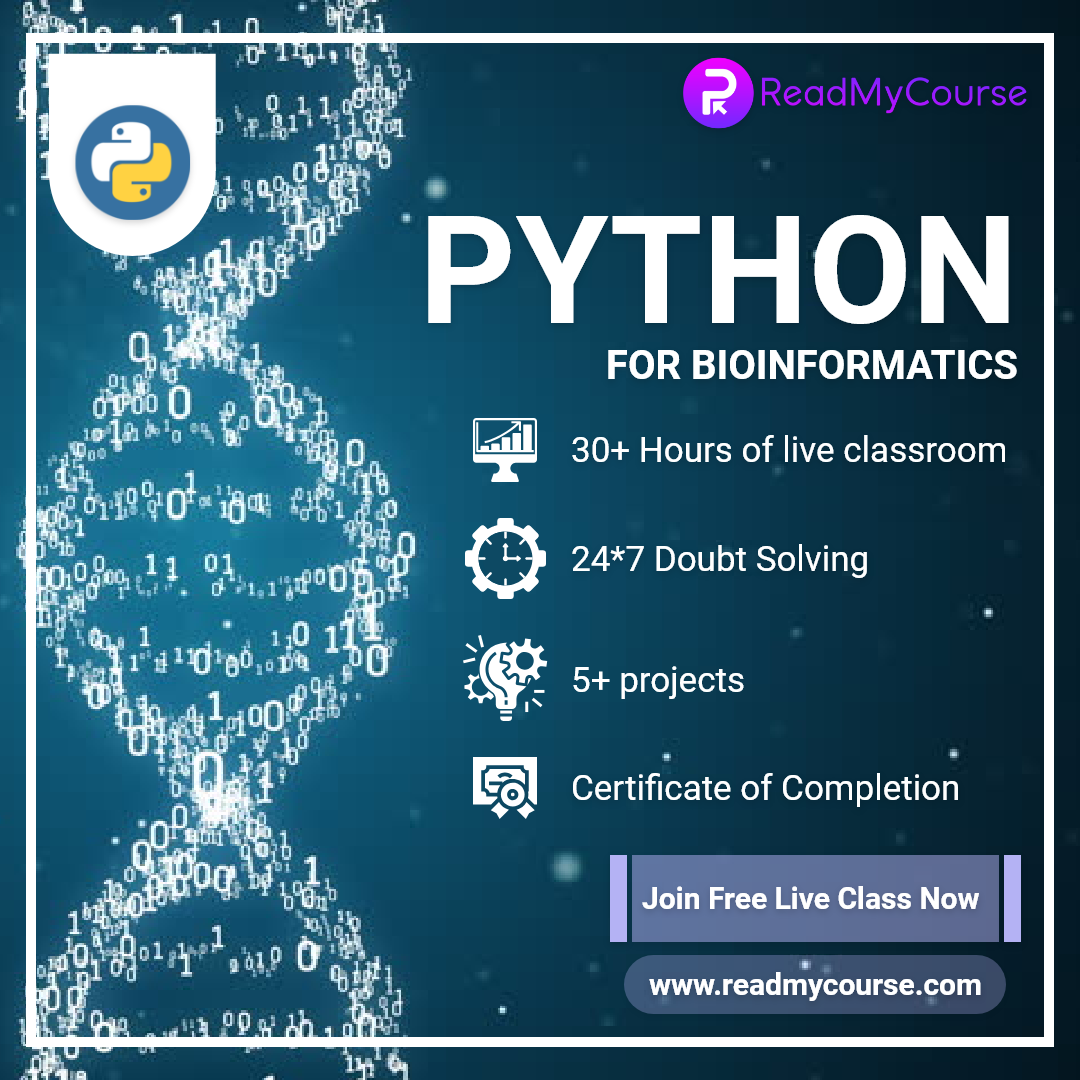 ReadMyCourse
PYTHON
FOR BIOINFORMATICS
30+ Hours of live classroom
24*7 Doubt Solving
5+ projects
Certificate of Completion
Join Free Live Class Now
www.readmycourse.com